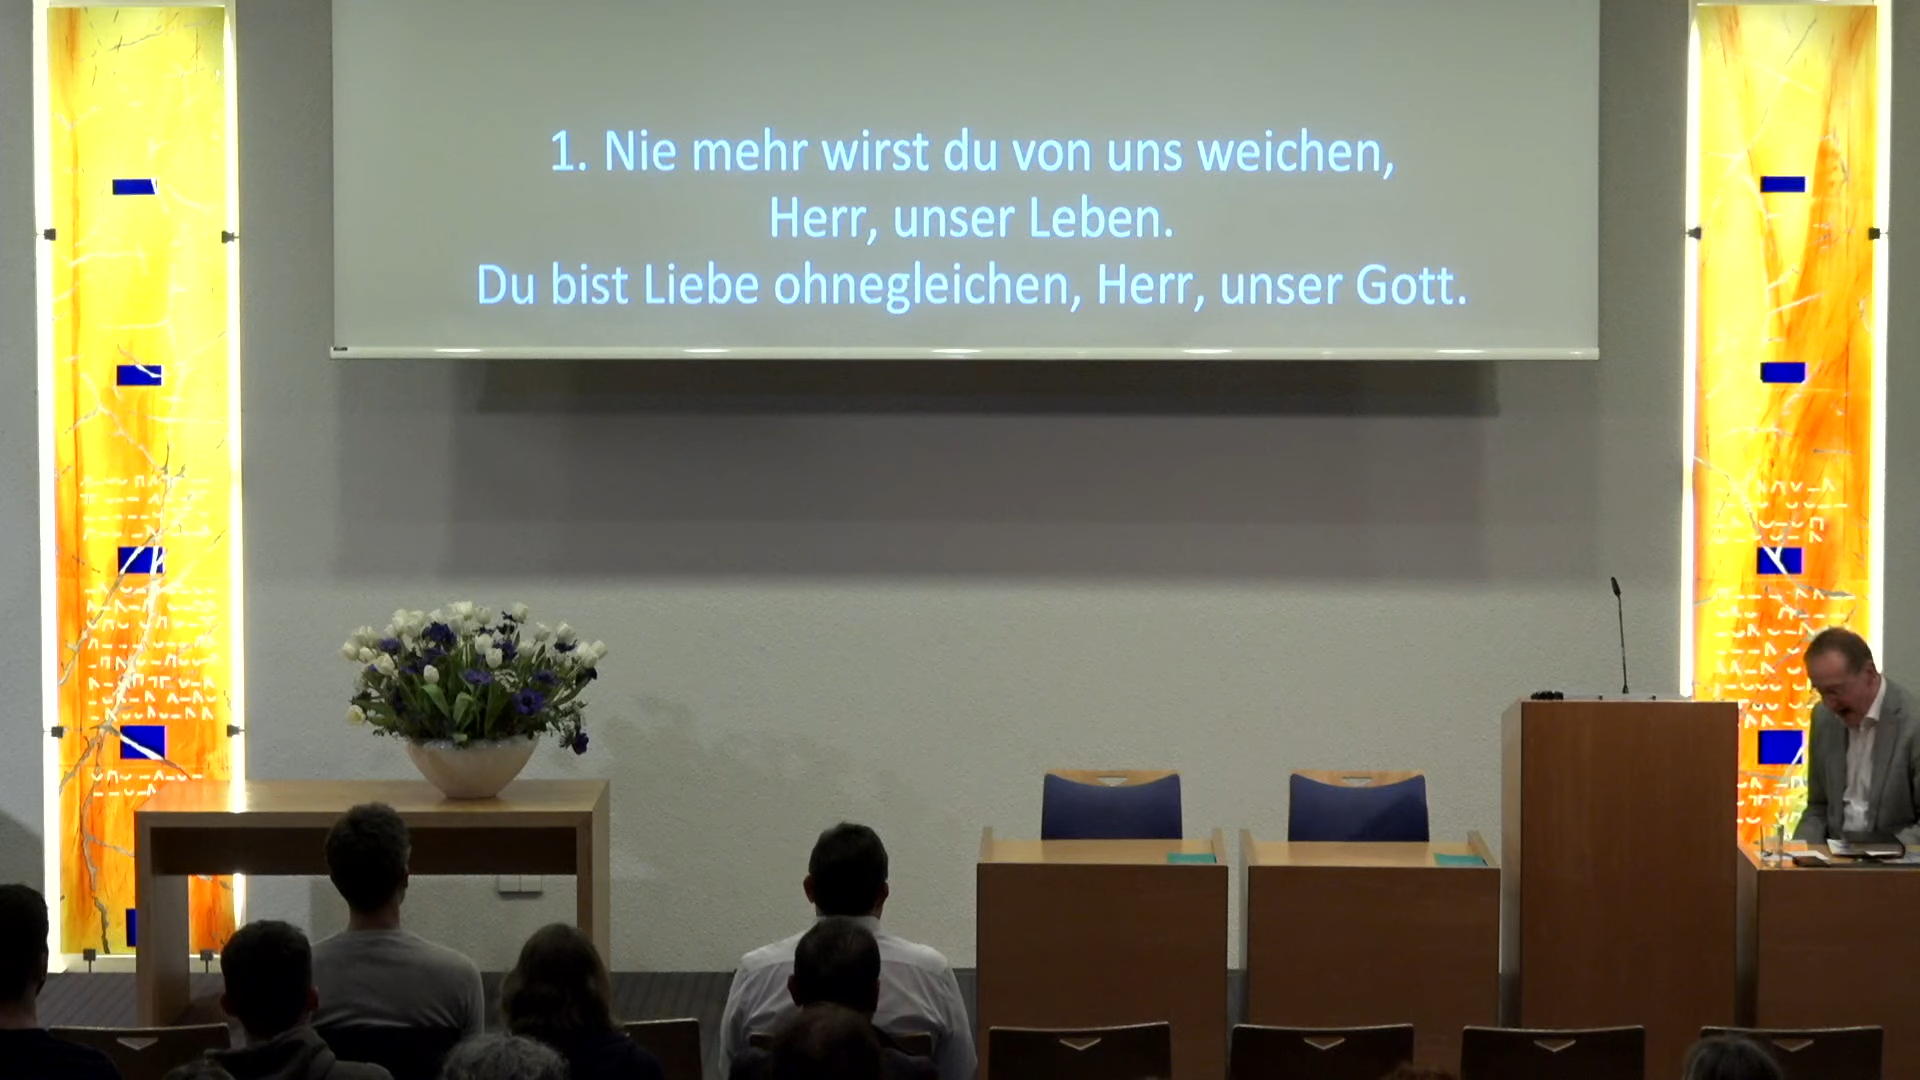 1. Nie mehr wirst du von uns weichen,
Herr, unser Leben.
Du bist Liebe ohnegleichen, Herr, unser Gott.